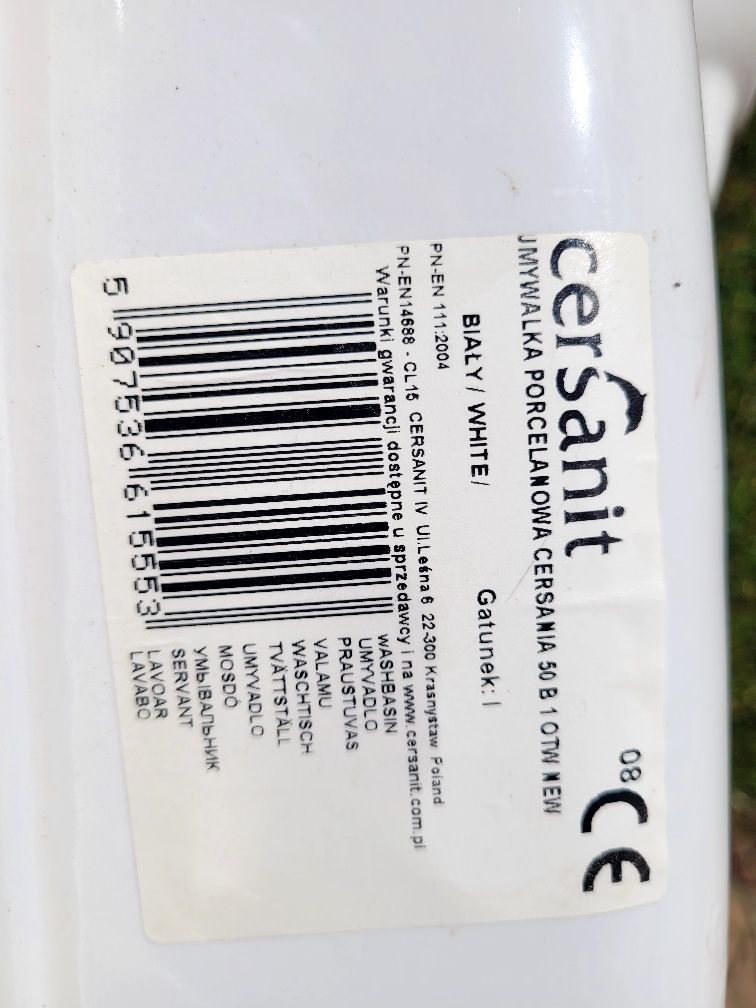 cersanit
08
UMYWALKA PORCELANOWA CERSANIA 50 B 1 OTW NEW
BIAŁY / WHITE /
Gatunek: I
PN-EN 111:2004
PN-EN14688 - CL15 CERSANIT IV Ul.Leśna 6 22-300 Krasnystaw Poland
Warunki gwarancji dostępne u sprzedawcy i na www.cersanit.com.pl
WASHBASIN
UMYVADLO
PRAUSTUVAS
VALAMU
WASCHTISCH
TVÄTTSTÄLL
UMYVADLO
MOSDÓ
УМЫВАЛЬНИК
SERVANT
LAVOAR
LAVABO
5 907536 615553